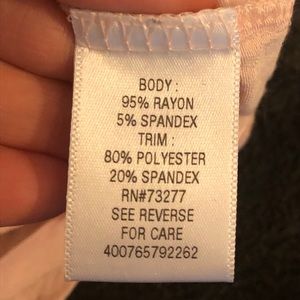 BODY :
95% RAYON
5% SPANDEX
TRIM :
80% POLYESTER
20% SPANDEX
RN#73277
SEE REVERSE
FOR CARE
400765792262